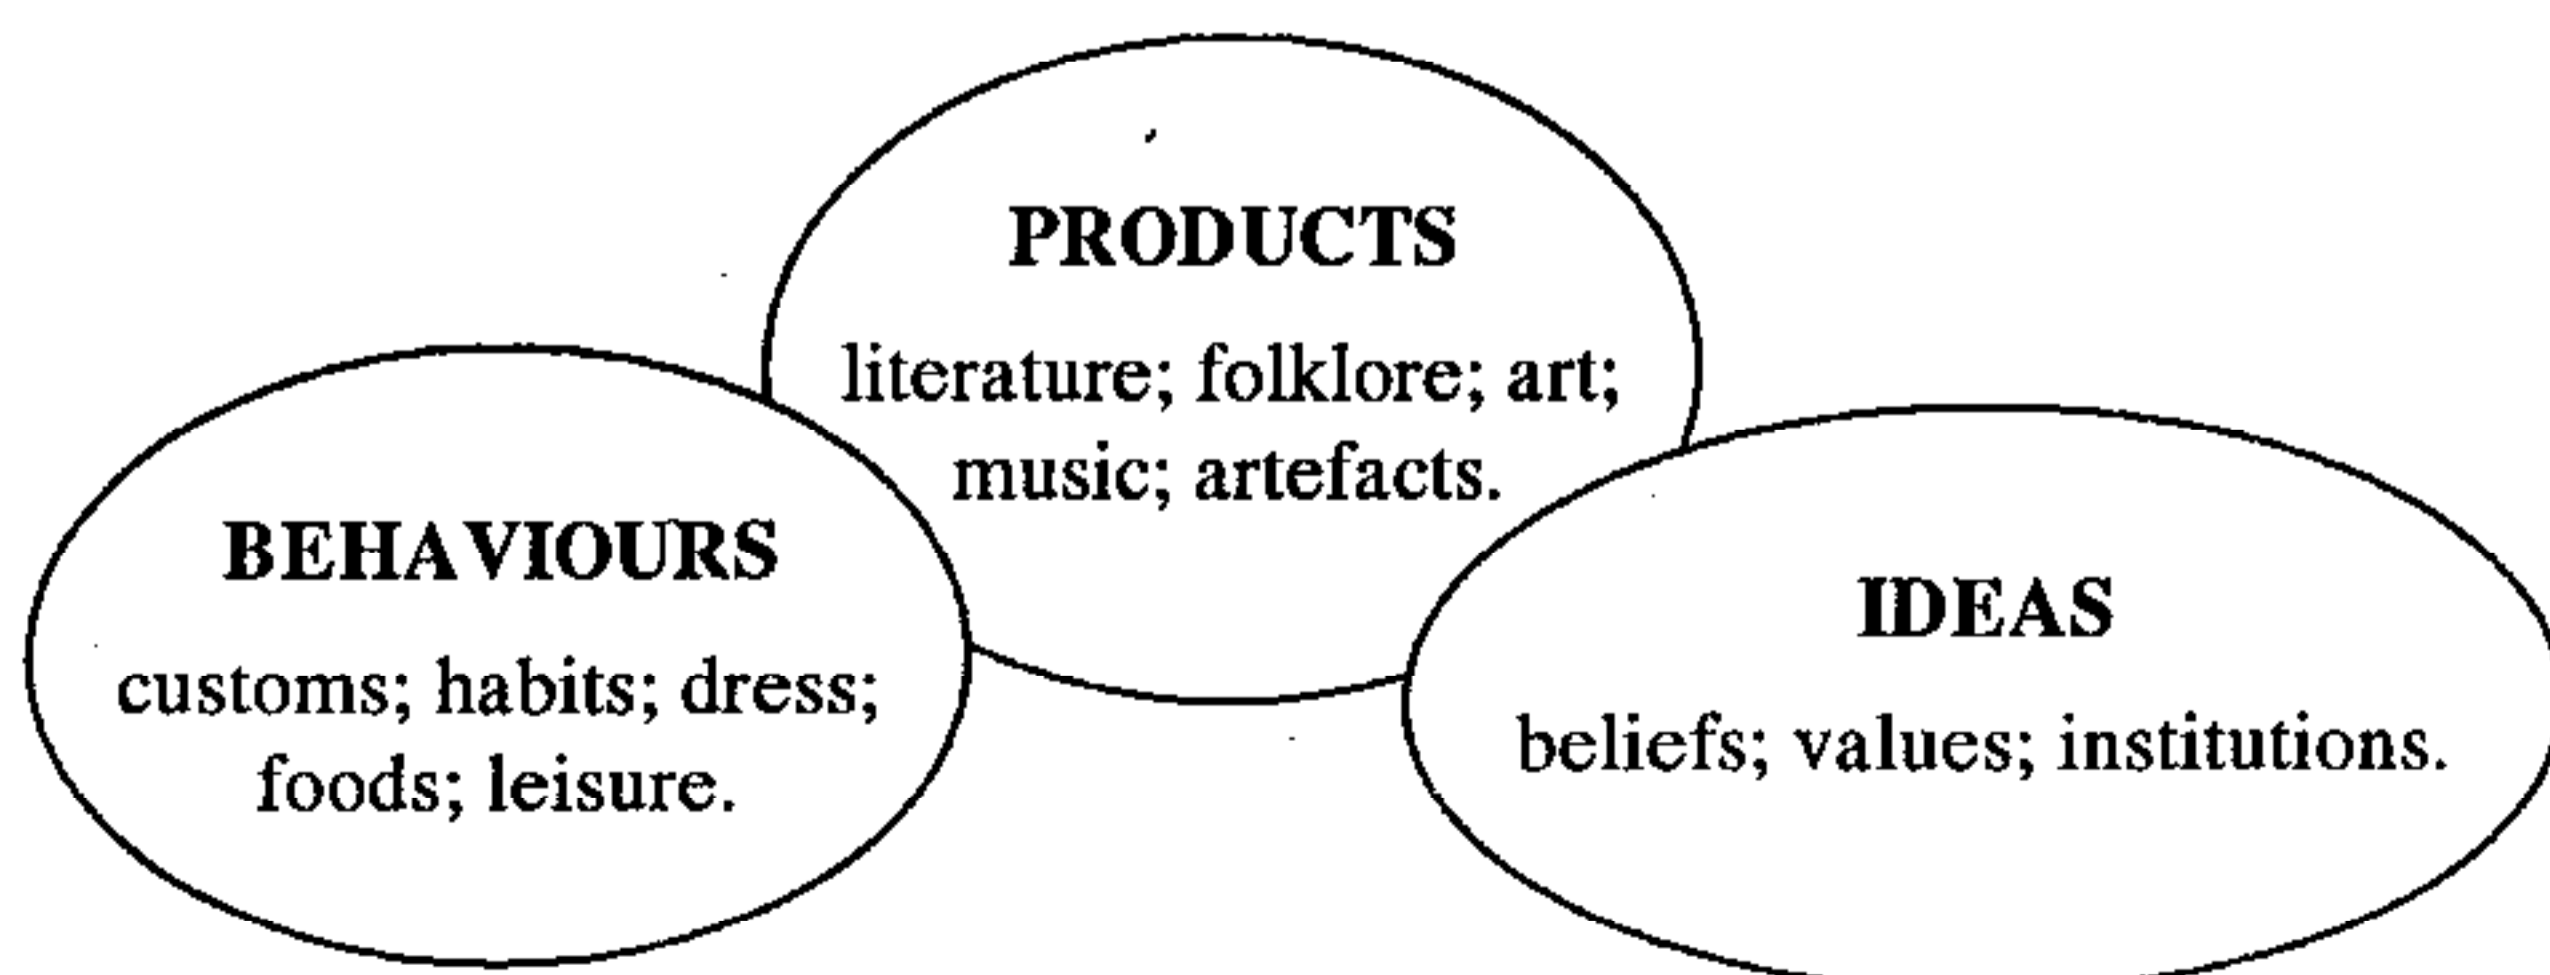 PRODUCTS
literature; folklore; art;
music; artefacts.
BEHAVIOURS
customs; habits; dress;
foods; leisure.
IDEAS
beliefs; values; institutions.